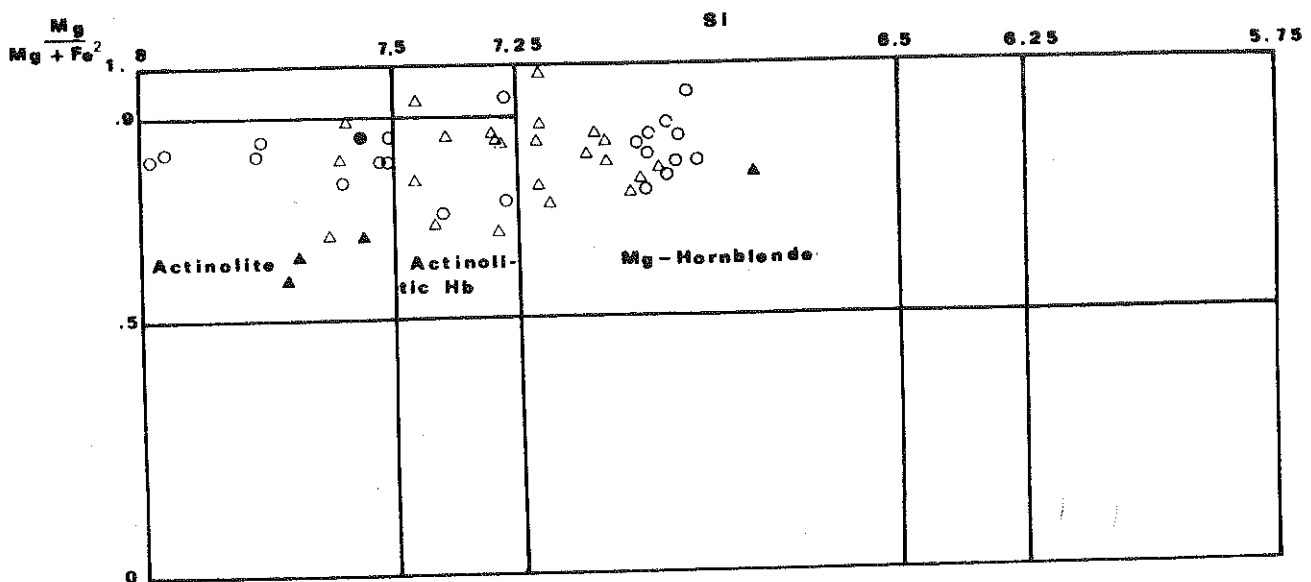 Si
Mg
Mg + Fe²
8 7.5 7.25 6.5 6.25 5.75
1.
.9
Actinolite
Actinoli-
tic Hb
Mg-Hornblende
.5
0